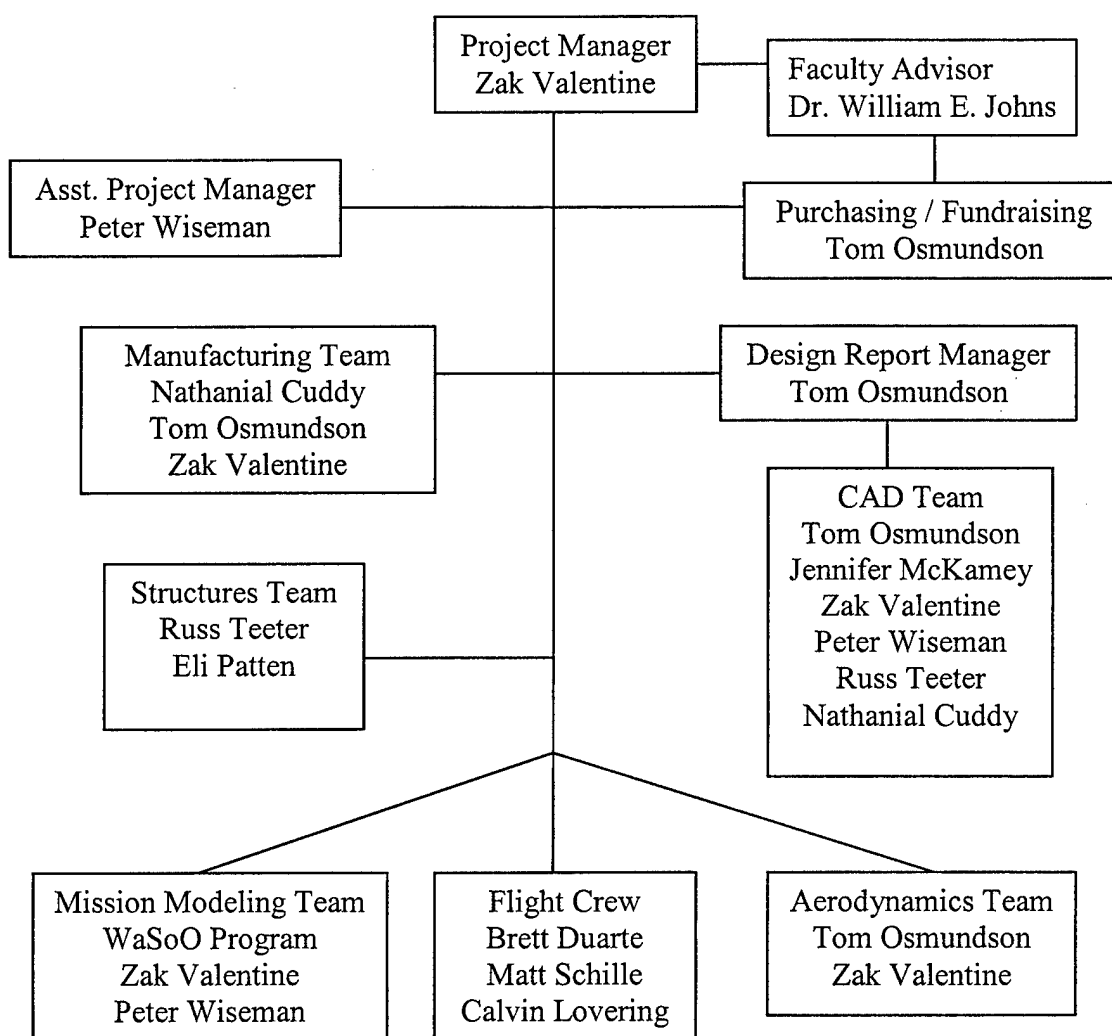 Project Manager
Zak Valentine
Faculty Advisor
Dr. William E. Johns
Asst. Project Manager
Peter Wiseman
Purchasing / Fundraising
Tom Osmundson
Manufacturing Team
Nathanial Cuddy
Tom Osmundson
Zak Valentine
Design Report Manager
Tom Osmundson
CAD Team
Tom Osmundson
Jennifer McKamey
Zak Valentine
Peter Wiseman
Russ Teeter
Nathanial Cuddy
Structures Team
Russ Teeter
Eli Patten
Mission Modeling Team
WaSoO Program
Zak Valentine
Peter Wiseman
Flight Crew
Brett Duarte
Matt Schille
Calvin Lovering
Aerodynamics Team
Tom Osmundson
Zak Valentine